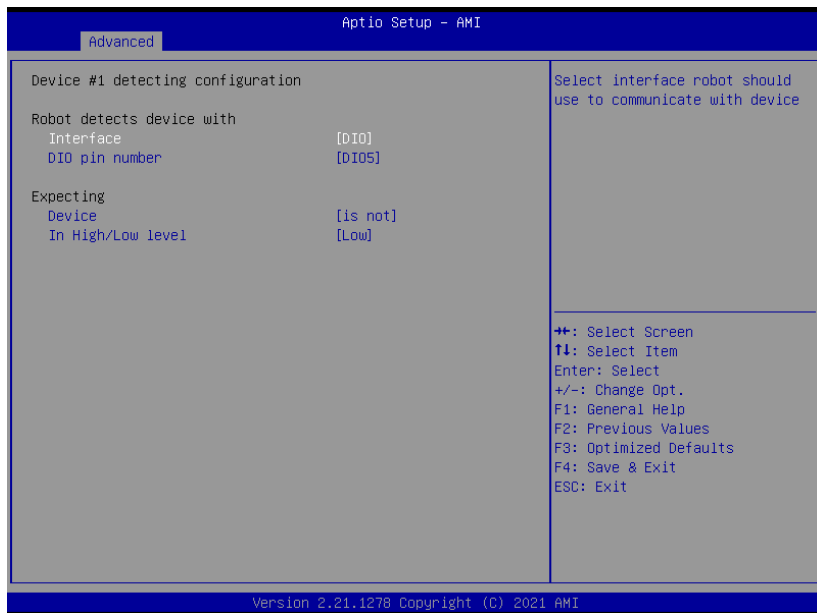 Aptio Setup – AMI
Advanced
Device #1 detecting configuration
Robot detects device with
Interface [DIO]
DIO pin number [DIO5]
Expecting
Device [is not]
In High/Low level [Low]
Select interface robot should
use to communicate with device
→←: Select Screen
↑↓: Select Item
Enter: Select
+/-: Change Opt.
F1: General Help
F2: Previous Values
F3: Optimized Defaults
F4: Save & Exit
ESC: Exit
Version 2.21.1278 Copyright (C) 2021 AMI